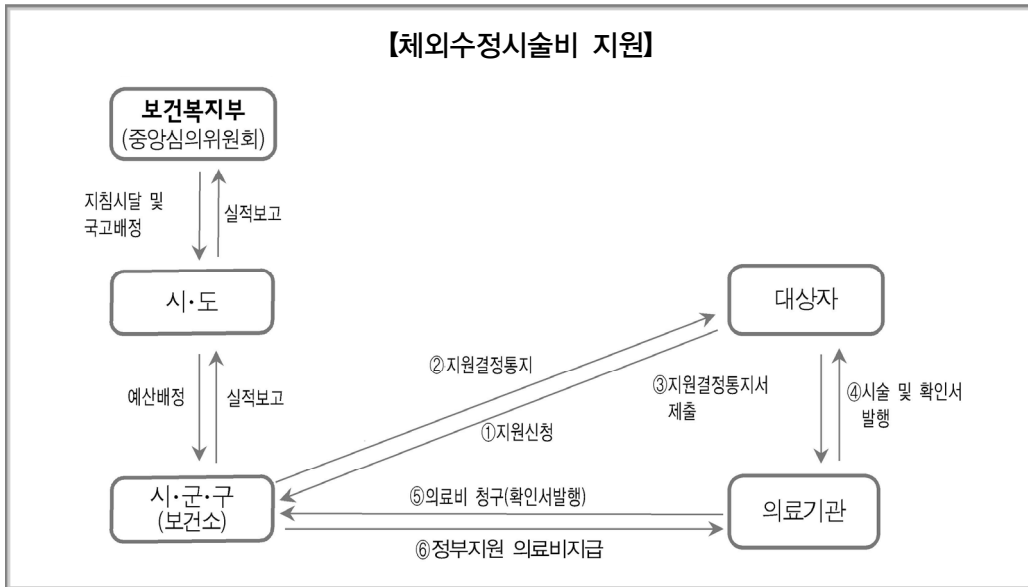 【체외수정시술비 지원】
보건복지부
(중앙심의위원회)
지침시달 및
국고배정
실적보고
시·도
대상자
예산배정
실적보고
②지원결정통지
①지원신청
③지원결정통지서
제출
④시술 및 확인서
발행
시·군·구
(보건소)
⑤의료비 청구(확인서발행)
⑥정부지원 의료비지급
의료기관